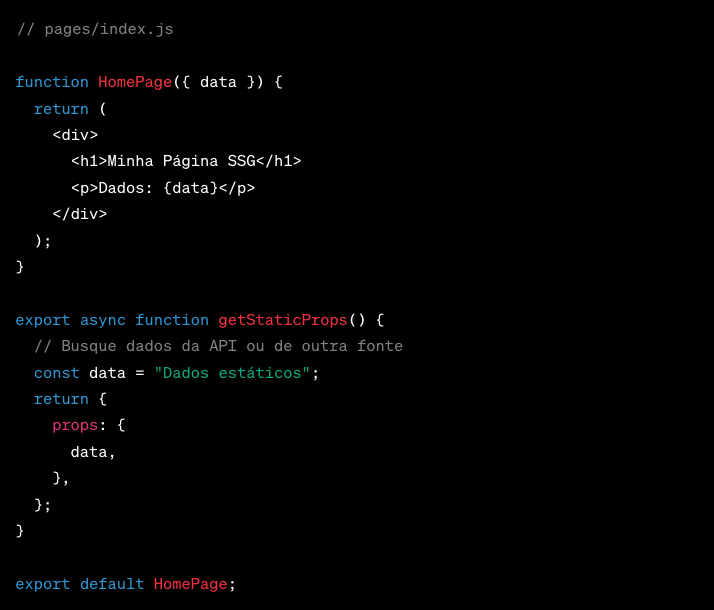 // pages/index.js
function HomePage({ data }) {
  return (
    <div>
      <h1>Minha Página SSG</h1>
      <p>Dados: {data}</p>
    </div>
  );
}
export async function getStaticProps() {
  // Busque dados da API ou de outra fonte
  const data = "Dados estáticos";
  return {
    props: {
      data,
    },
  };
}
export default HomePage;